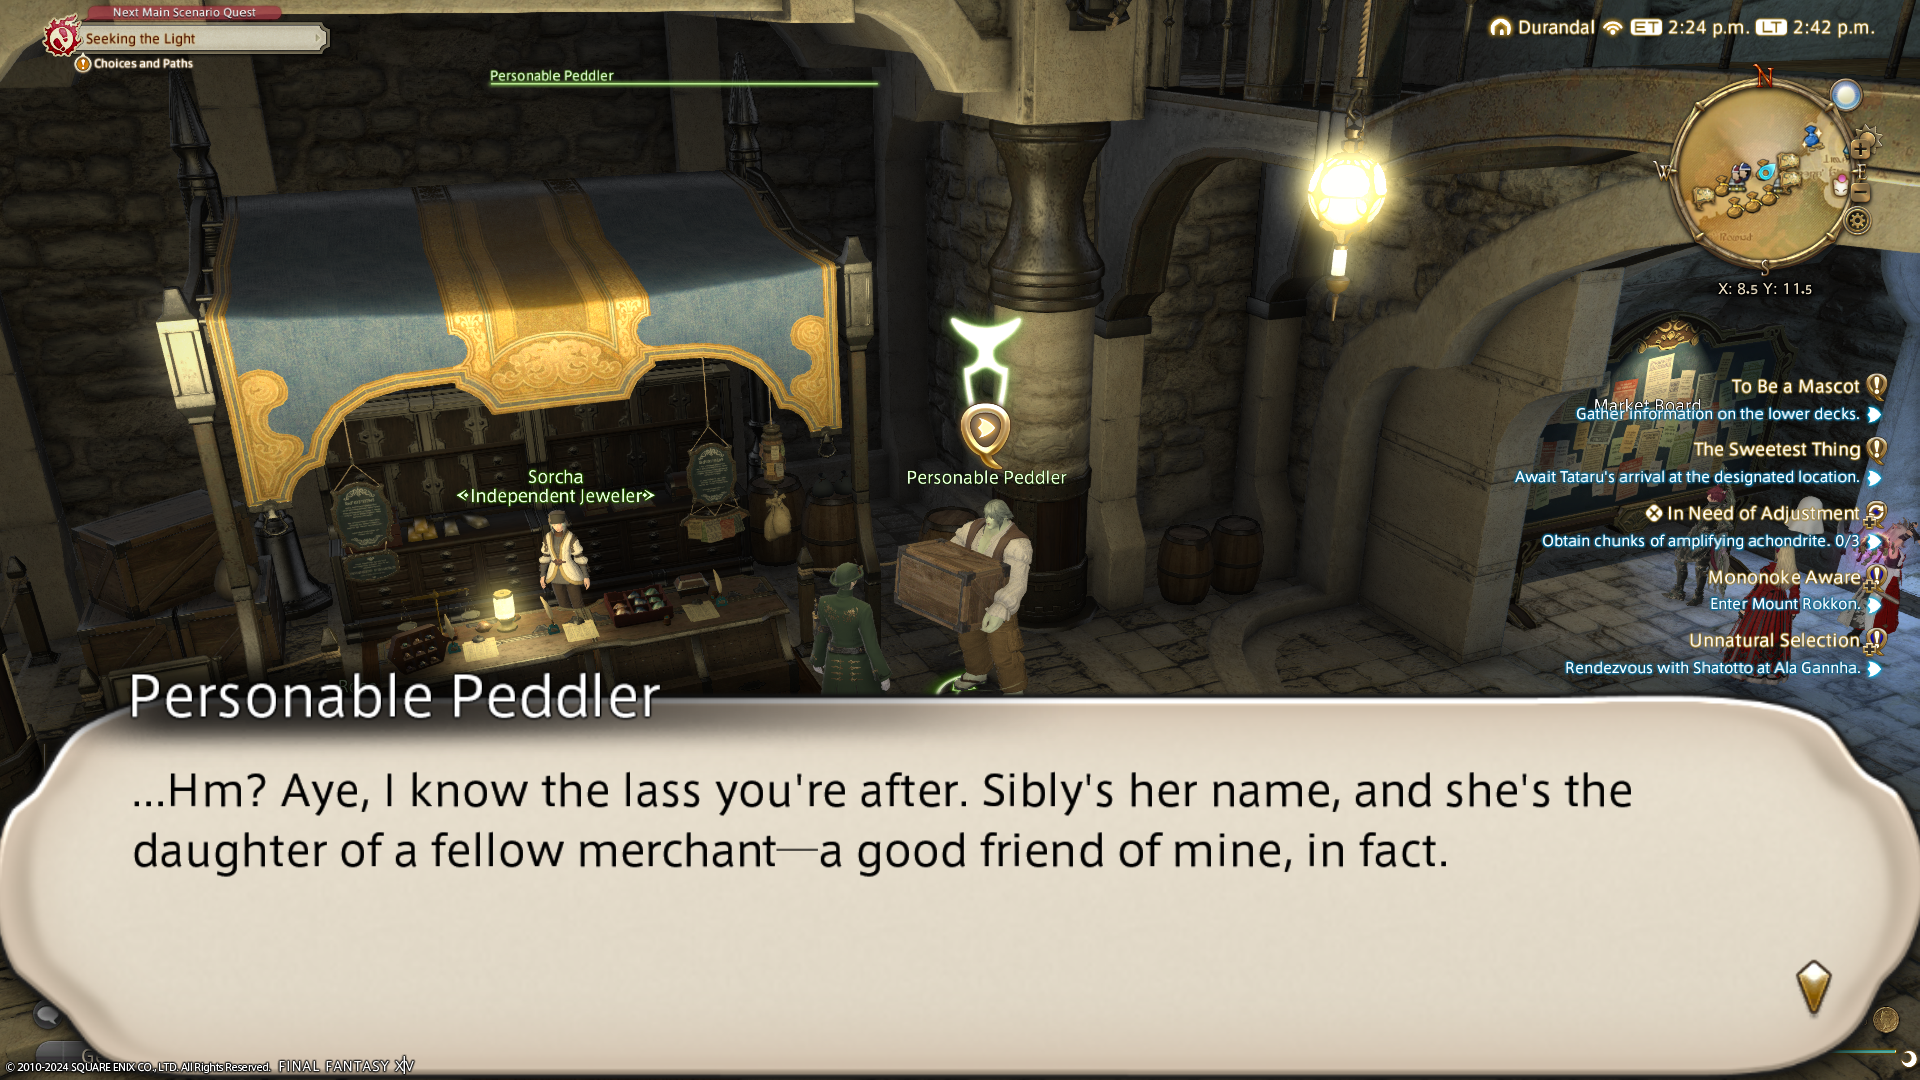 Next Main Scenario Quest
Seeking the Light
Choices and Paths
Personable Peddler
Durandal ET 2:24 p.m. LT 2:42 p.m.
N
W
E
S
X: 8.5 Y: 11.5
Sorcha
«Independent Jeweler»
Personable Peddler
Market Board
To Be a Mascot
Gather information on the lower decks.
The Sweetest Thing
Await Tataru's arrival at the designated location.
In Need of Adjustment
Obtain chunks of amplifying achondrite. 0/3
Mononoke Aware
Enter Mount Rokkon.
Unnatural Selection
Rendezvous with Shatotto at Ala Gannha.
Personable Peddler
...Hm? Aye, I know the lass you're after. Sibly's her name, and she's the
daughter of a fellow merchant—a good friend of mine, in fact.
© 2010-2024 SQUARE ENIX CO., LTD. All Rights Reserved. FINAL FANTASY XIV